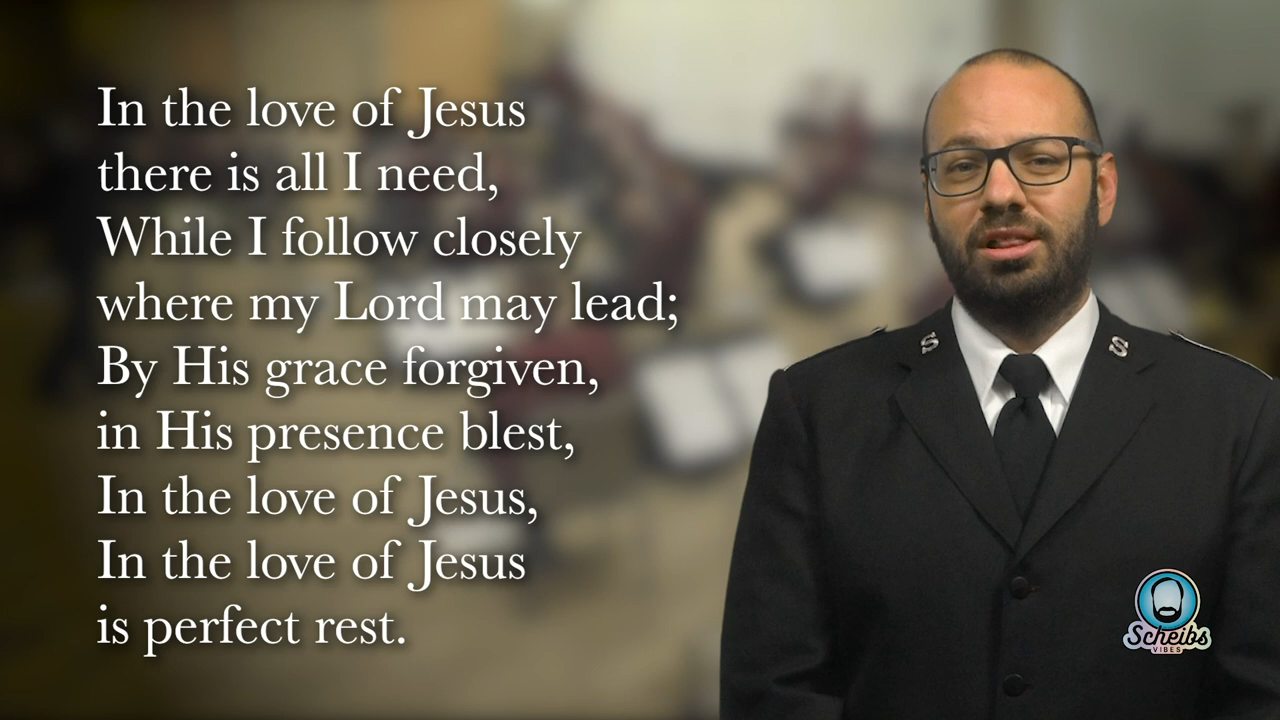 In the love of Jesus
there is all I need,
While I follow closely
where my Lord may lead;
By His grace forgiven,
in His presence blest,
In the love of Jesus,
In the love of Jesus
is perfect rest.
S S
Scheibs
VIBES